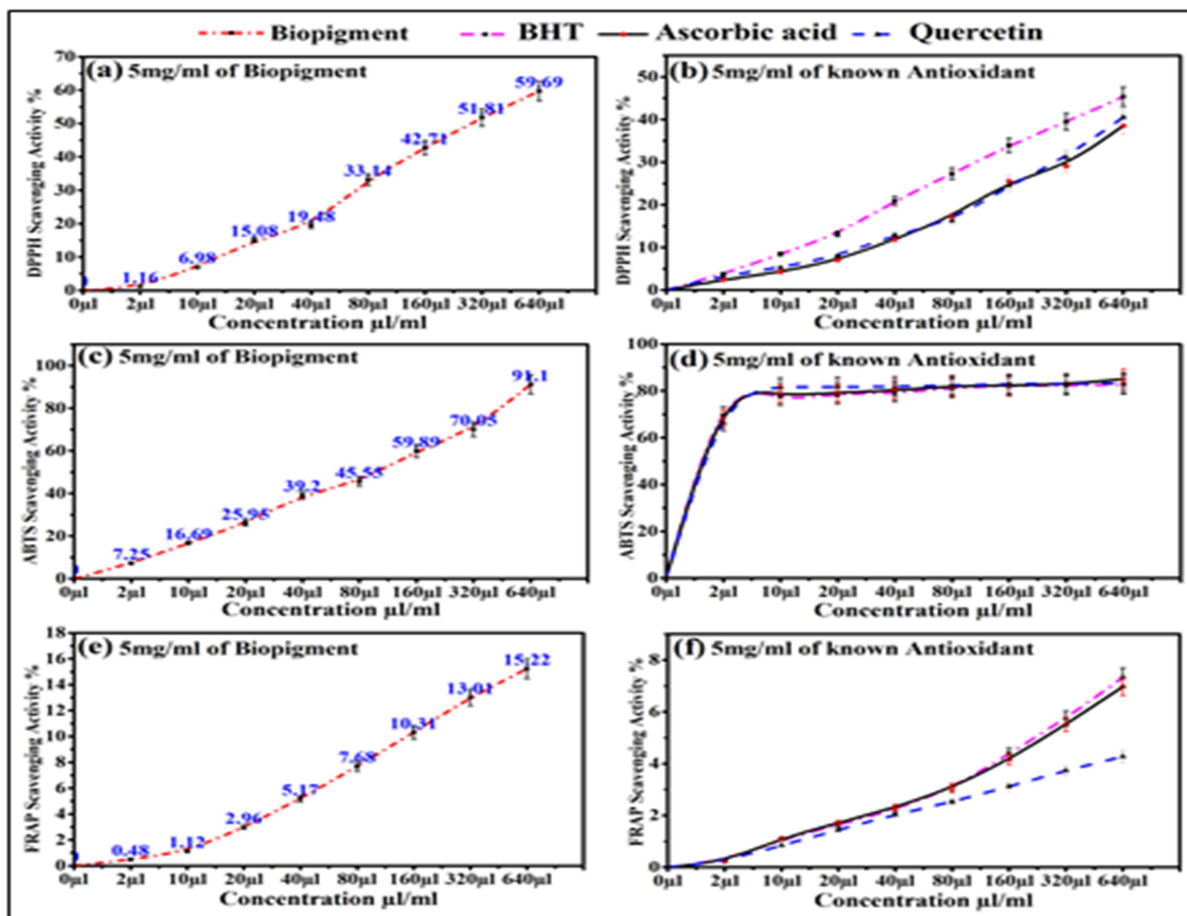 Biopigment BHT Ascorbic acid Quercetin
(a) 5mg/ml of Biopigment
DPPH Scavenging Activity %
70
60
50
40
30
20
10
0
0
1.16
6.98
15.08
19.48
33.14
42.71
51.81
59.69
0µl 2µl 10µl 20µl 40µl 80µl 160µl 320µl 640µl
Concentration µl/ml
(b) 5mg/ml of known Antioxidant
DPPH Scavenging Activity %
50
40
30
20
10
0
0µl 2µl 10µl 20µl 40µl 80µl 160µl 320µl 640µl
Concentration µl/ml
(c) 5mg/ml of Biopigment
ABTS Scavenging Activity %
100
80
60
40
20
0
0
7.25
16.69
25.95
39.2
45.55
59.89
70.05
91.1
0µl 2µl 10µl 20µl 40µl 80µl 160µl 320µl 640µl
Concentration µl/ml
(d) 5mg/ml of known Antioxidant
ABTS Scavenging Activity %
100
80
60
40
20
0
0µl 2µl 10µl 20µl 40µl 80µl 160µl 320µl 640µl
Concentration µl/ml
(e) 5mg/ml of Biopigment
FRAP Scavenging Activity %
18
16
14
12
10
8
6
4
2
0
0
0.48
1.12
2.96
5.17
7.68
10.31
13.01
15.22
0µl 2µl 10µl 20µl 40µl 80µl 160µl 320µl 640µl
Concentration µl/ml
(f) 5mg/ml of known Antioxidant
FRAP Scavenging Activity %
8
6
4
2
0
0µl 2µl 10µl 20µl 40µl 80µl 160µl 320µl 640µl
Concentration µl/ml